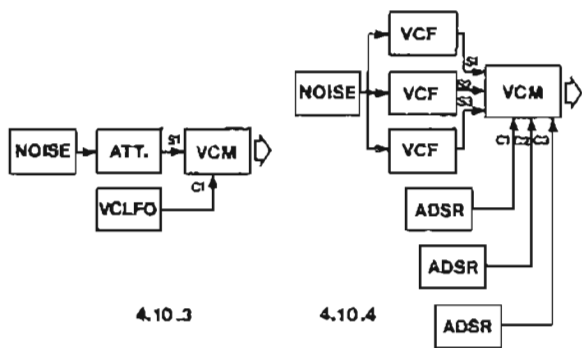 NOISE
ATT.
S1
VCM
C1
VCLFO
4.10.3
NOISE
VCF
VCF
VCF
S1
S2
S3
VCM
C1
C2
C3
ADSR
ADSR
ADSR
4.10.4